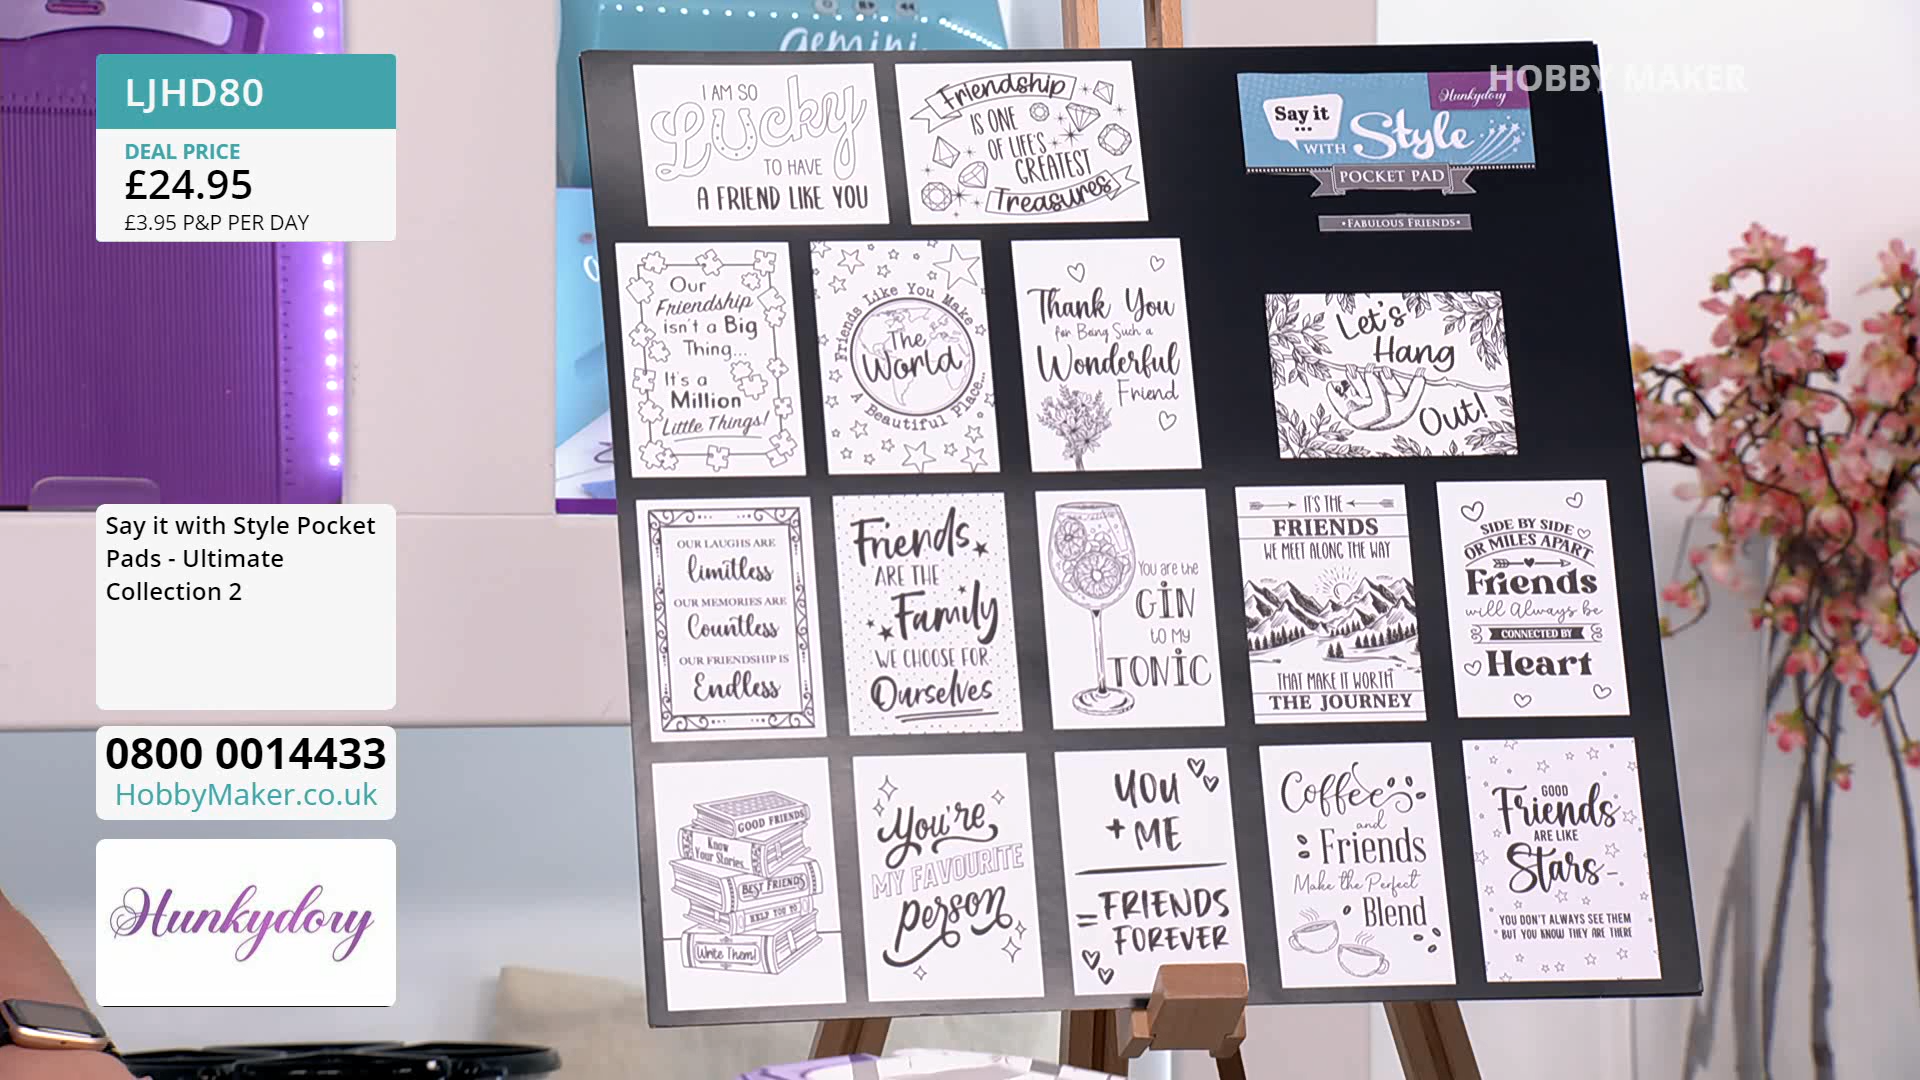 LJHD80
DEAL PRICE
£24.95
£3.95 P&P PER DAY
Say it with Style Pocket
Pads - Ultimate
Collection 2
0800 0014433
HobbyMaker.co.uk
Hunkydory
HOBBY MAKER
gemini
I AM SO
Lucky
TO HAVE
A FRIEND LIKE YOU
Friendship
IS ONE
OF LIFE'S
GREATEST
Treasures
Hunkydory
Say it
...
WITH Style
POCKET PAD
•FABULOUS FRIENDS•
Our
Friendship
isn't a Big
Thing...
It's a
Million
Little Things!
Friends Like You Make
The
World
A Beautiful Place...
Thank You
for Being Such a
Wonderful
Friend
Let's
Hang
Out!
OUR LAUGHS ARE
limitless
OUR MEMORIES ARE
Countless
OUR FRIENDSHIP IS
Endless
Friends
ARE THE
Family
WE CHOOSE FOR
Ourselves
You are the
GIN
to MY
TONIC
IT'S THE
FRIENDS
WE MEET ALONG THE WAY
THAT MAKE IT WORTH
THE JOURNEY
SIDE BY SIDE
OR MILES APART
Friends
will Always be
CONNECTED BY
Heart
GOOD FRIENDS
Know
Your Stories...
BEST FRIENDS
HELP YOU TO
Write Them!
You're
MY FAVOURITE
person
YOU
+ ME
= FRIENDS
FOREVER
Coffee
and
Friends
Make the Perfect
Blend
GOOD
Friends
ARE LIKE
Stars-
YOU DON'T ALWAYS SEE THEM
BUT YOU KNOW THEY ARE THERE